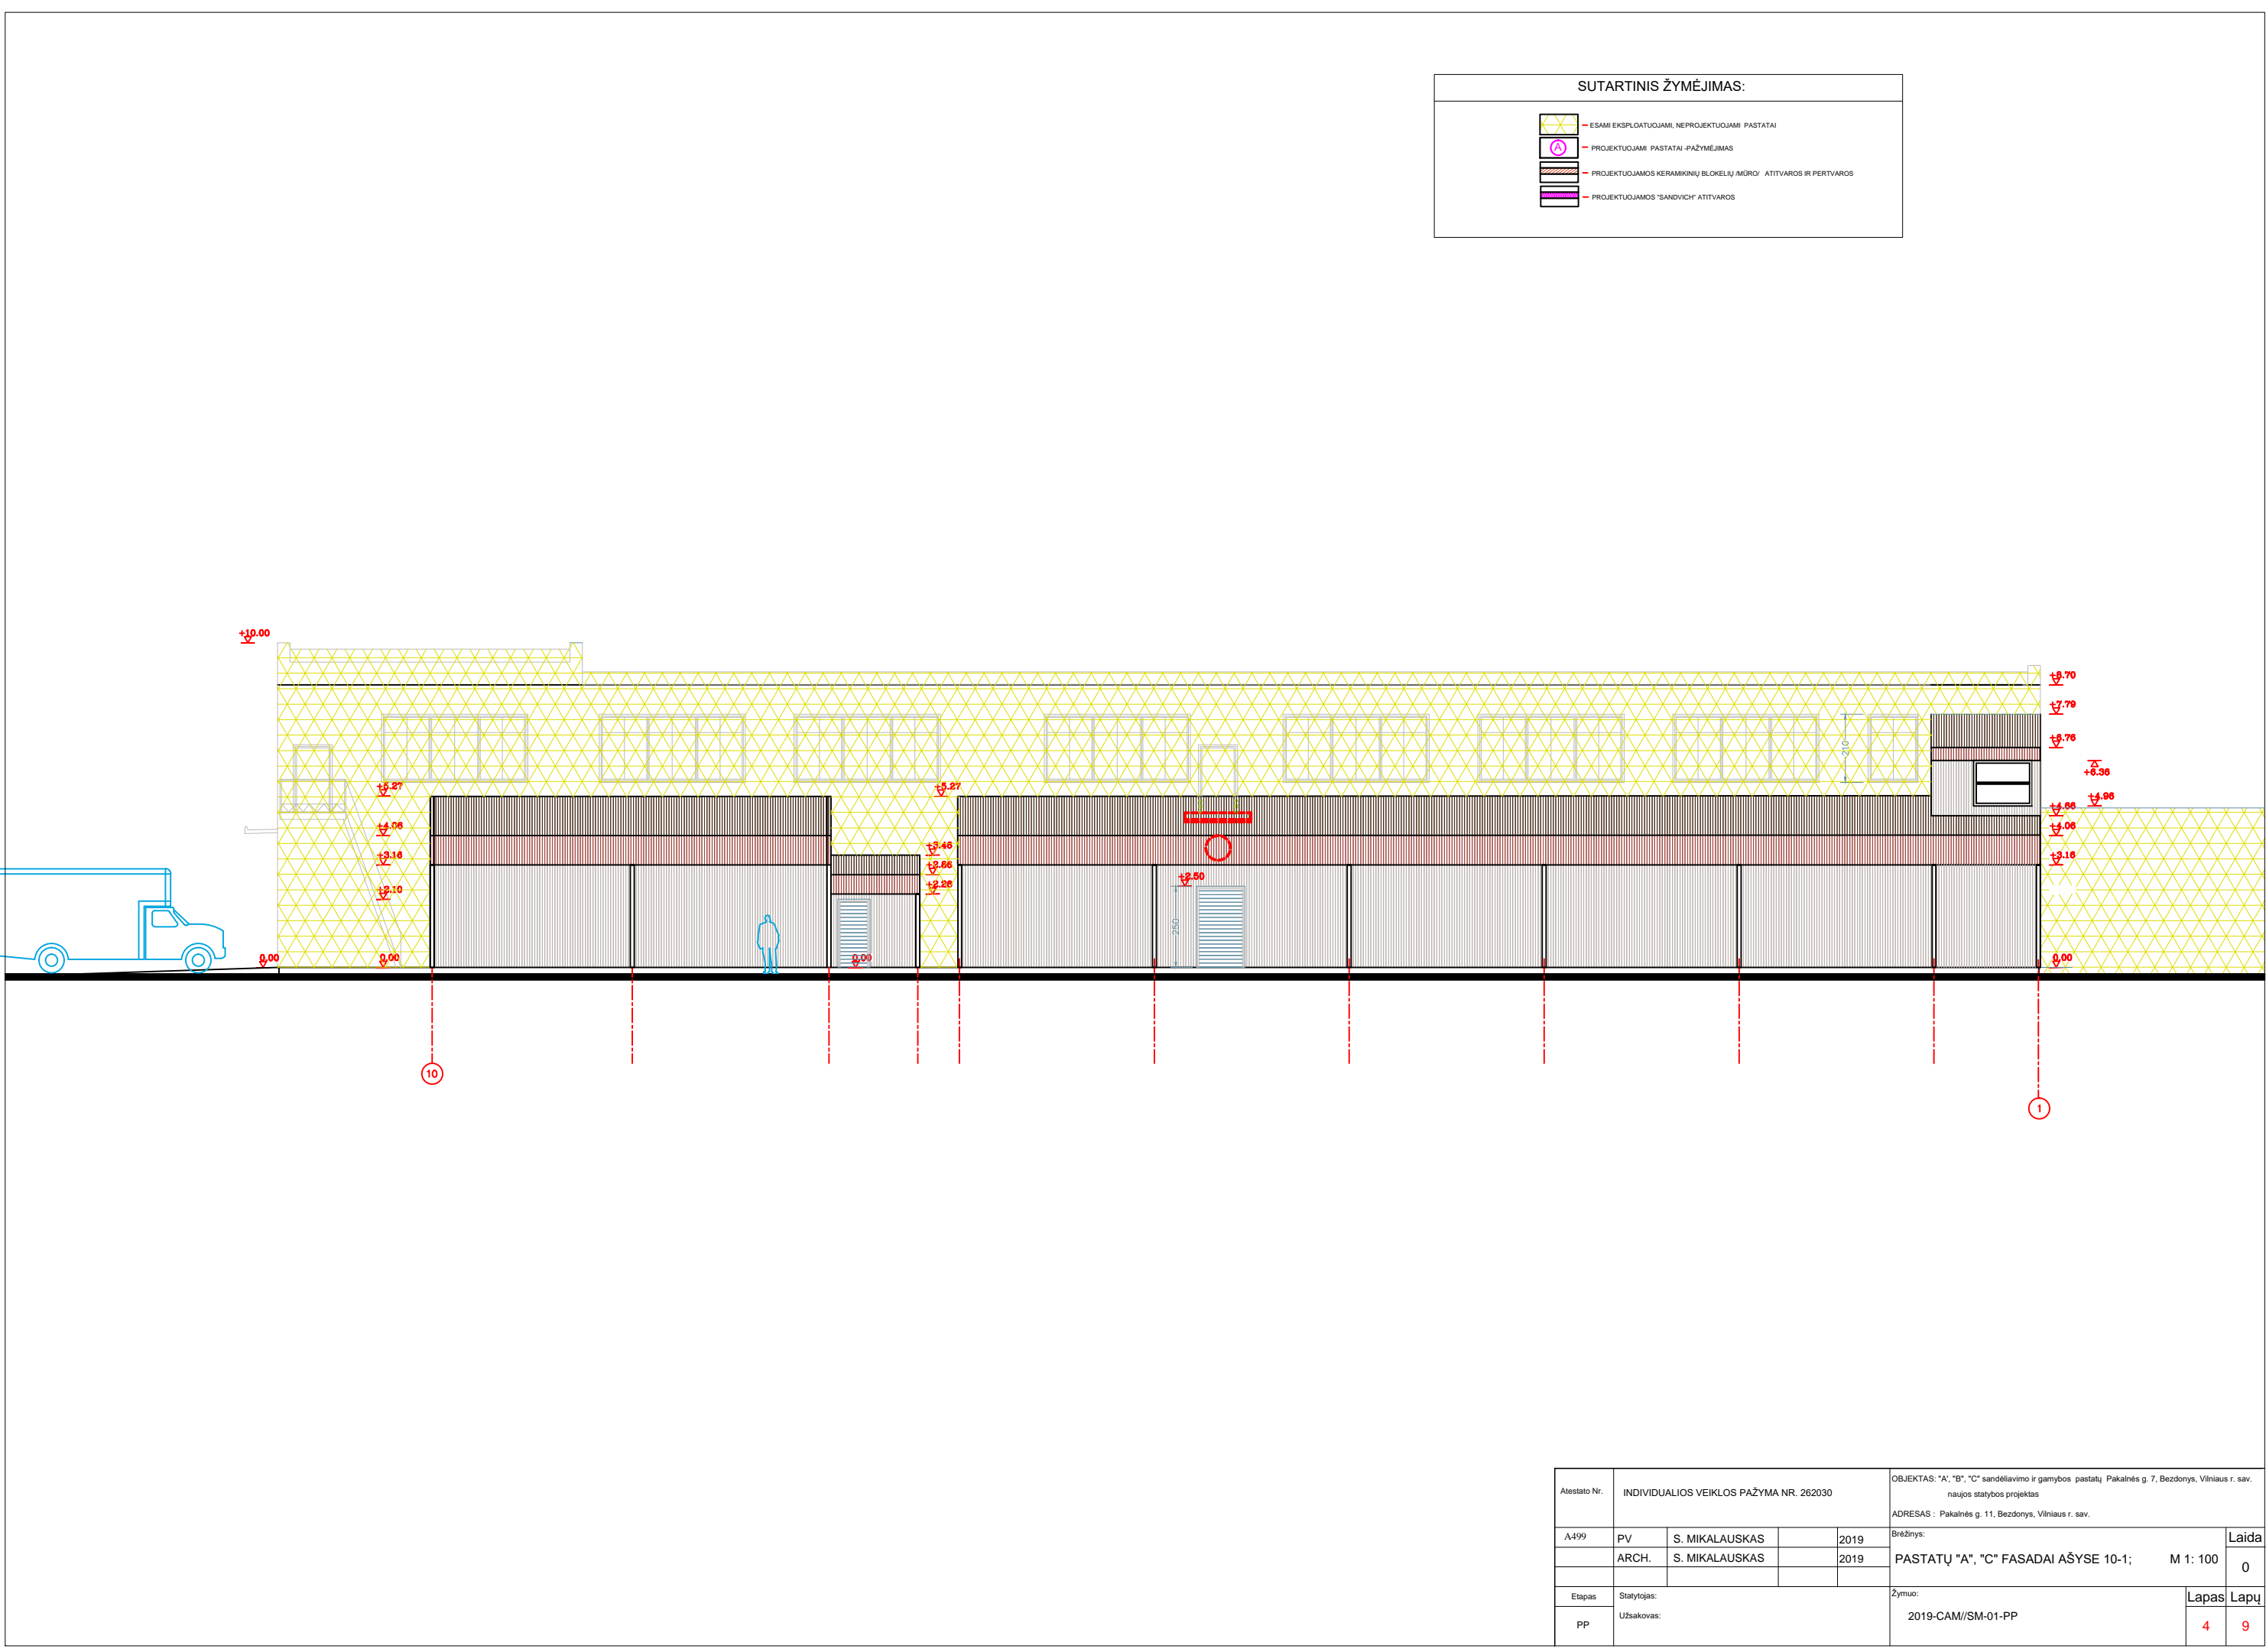 SUTARTINIS ŽYMĖJIMAS:
– ESAMI EKSPLOATUOJAMI, NEPROJEKTUOJAMI PASTATAI
A – PROJEKTUOJAMI PASTATAI -PAŽYMĖJIMAS
– PROJEKTUOJAMOS KERAMIKINIŲ BLOKELIŲ /MŪRO/ ATITVAROS IR PERTVAROS
– PROJEKTUOJAMOS "SANDVICH" ATITVAROS
+10.00
+8.70
+7.79
210
+6.76
+6.36
+5.27 +5.27
+4.96
+4.66
+4.06 +4.06
+3.46
+3.16 +3.16
+2.86
+2.50
+2.26
+2.10
250
0.00 0.00 0.00 0.00
10
1
Atestato Nr. INDIVIDUALIOS VEIKLOS PAŽYMA NR. 262030
OBJEKTAS: "A', "B", "C" sandėliavimo ir gamybos pastatų Pakalnės g. 7, Bezdonys, Vilniaus r. sav.
naujos statybos projektas
ADRESAS : Pakalnės g. 11, Bezdonys, Vilniaus r. sav.
A499 PV S. MIKALAUSKAS 2019 Brėžinys: Laida
ARCH. S. MIKALAUSKAS 2019 PASTATŲ "A", "C" FASADAI AŠYSE 10-1; M 1: 100 0
Etapas Statytojas: Žymuo: Lapas Lapų
PP Užsakovas: 2019-CAM//SM-01-PP 4 9